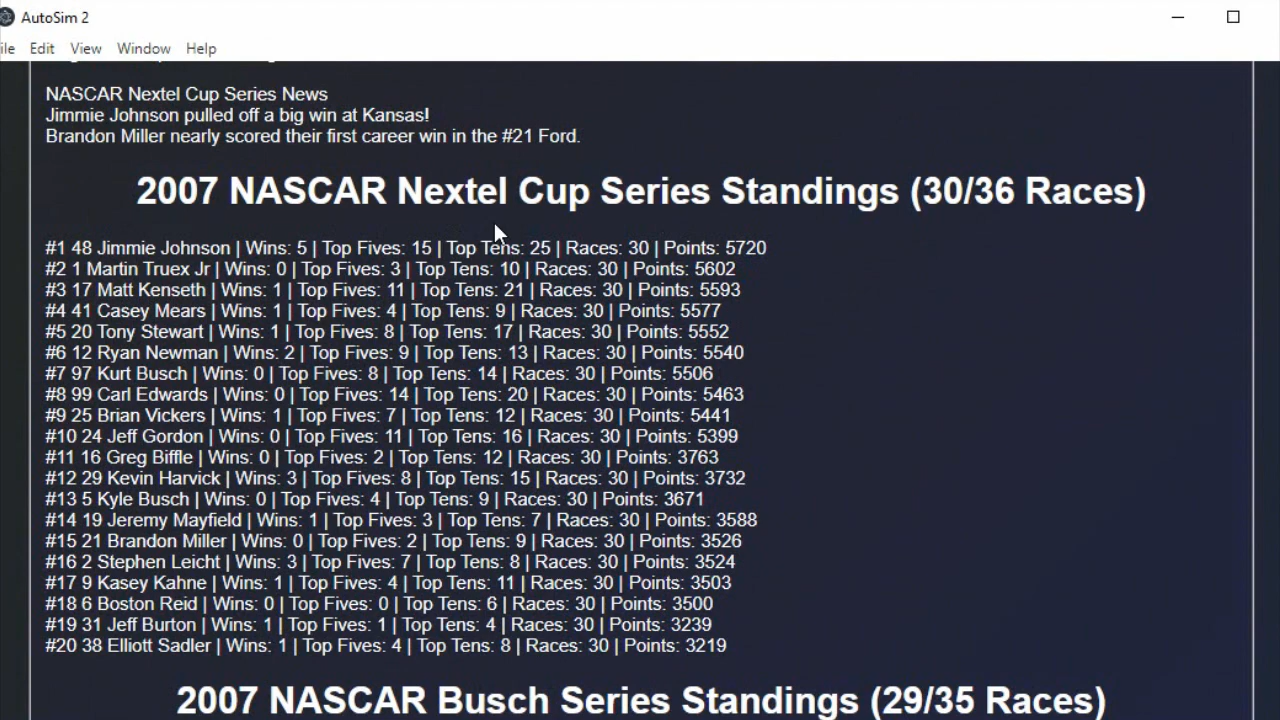 AutoSim 2
ile Edit View Window Help
NASCAR Nextel Cup Series News
Jimmie Johnson pulled off a big win at Kansas!
Brandon Miller nearly scored their first career win in the #21 Ford.
2007 NASCAR Nextel Cup Series Standings (30/36 Races)
#1 48 Jimmie Johnson | Wins: 5 | Top Fives: 15 | Top Tens: 25 | Races: 30 | Points: 5720
#2 1 Martin Truex Jr | Wins: 0 | Top Fives: 3 | Top Tens: 10 | Races: 30 | Points: 5602
#3 17 Matt Kenseth | Wins: 1 | Top Fives: 11 | Top Tens: 21 | Races: 30 | Points: 5593
#4 41 Casey Mears | Wins: 1 | Top Fives: 4 | Top Tens: 9 | Races: 30 | Points: 5577
#5 20 Tony Stewart | Wins: 1 | Top Fives: 8 | Top Tens: 17 | Races: 30 | Points: 5552
#6 12 Ryan Newman | Wins: 2 | Top Fives: 9 | Top Tens: 13 | Races: 30 | Points: 5540
#7 97 Kurt Busch | Wins: 0 | Top Fives: 8 | Top Tens: 14 | Races: 30 | Points: 5506
#8 99 Carl Edwards | Wins: 0 | Top Fives: 14 | Top Tens: 20 | Races: 30 | Points: 5463
#9 25 Brian Vickers | Wins: 1 | Top Fives: 7 | Top Tens: 12 | Races: 30 | Points: 5441
#10 24 Jeff Gordon | Wins: 0 | Top Fives: 11 | Top Tens: 16 | Races: 30 | Points: 5399
#11 16 Greg Biffle | Wins: 0 | Top Fives: 2 | Top Tens: 12 | Races: 30 | Points: 3763
#12 29 Kevin Harvick | Wins: 3 | Top Fives: 8 | Top Tens: 15 | Races: 30 | Points: 3732
#13 5 Kyle Busch | Wins: 0 | Top Fives: 4 | Top Tens: 9 | Races: 30 | Points: 3671
#14 19 Jeremy Mayfield | Wins: 1 | Top Fives: 3 | Top Tens: 7 | Races: 30 | Points: 3588
#15 21 Brandon Miller | Wins: 0 | Top Fives: 2 | Top Tens: 9 | Races: 30 | Points: 3526
#16 2 Stephen Leicht | Wins: 3 | Top Fives: 7 | Top Tens: 8 | Races: 30 | Points: 3524
#17 9 Kasey Kahne | Wins: 1 | Top Fives: 4 | Top Tens: 11 | Races: 30 | Points: 3503
#18 6 Boston Reid | Wins: 0 | Top Fives: 0 | Top Tens: 6 | Races: 30 | Points: 3500
#19 31 Jeff Burton | Wins: 1 | Top Fives: 1 | Top Tens: 4 | Races: 30 | Points: 3239
#20 38 Elliott Sadler | Wins: 1 | Top Fives: 4 | Top Tens: 8 | Races: 30 | Points: 3219
2007 NASCAR Busch Series Standings (29/35 Races)